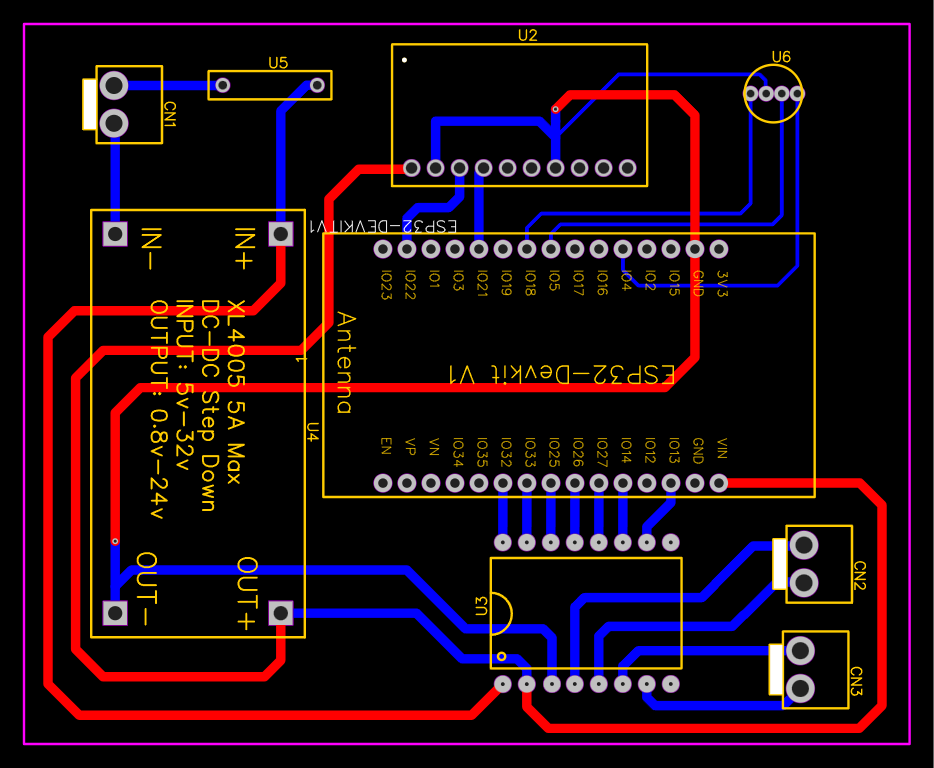 U2
U5
U6
CN1
ESP32-DEVKITV1
IN-
IN+
IO23
IO22
IO1
IO3
IO21
IO19
IO18
IO5
IO17
IO16
IO4
IO2
IO15
GND
3V3
XL4005 5A Max
DC-DC Step Down
INPUT: 5v-32v
OUTPUT: 0.8v-24v
1
Antenna
ESP32-Devkit V1
U4
EN
VP
VN
IO34
IO35
IO32
IO33
IO25
IO26
IO27
IO14
IO12
IO13
GND
VIN
OUT-
OUT+
U3
CN2
CN3